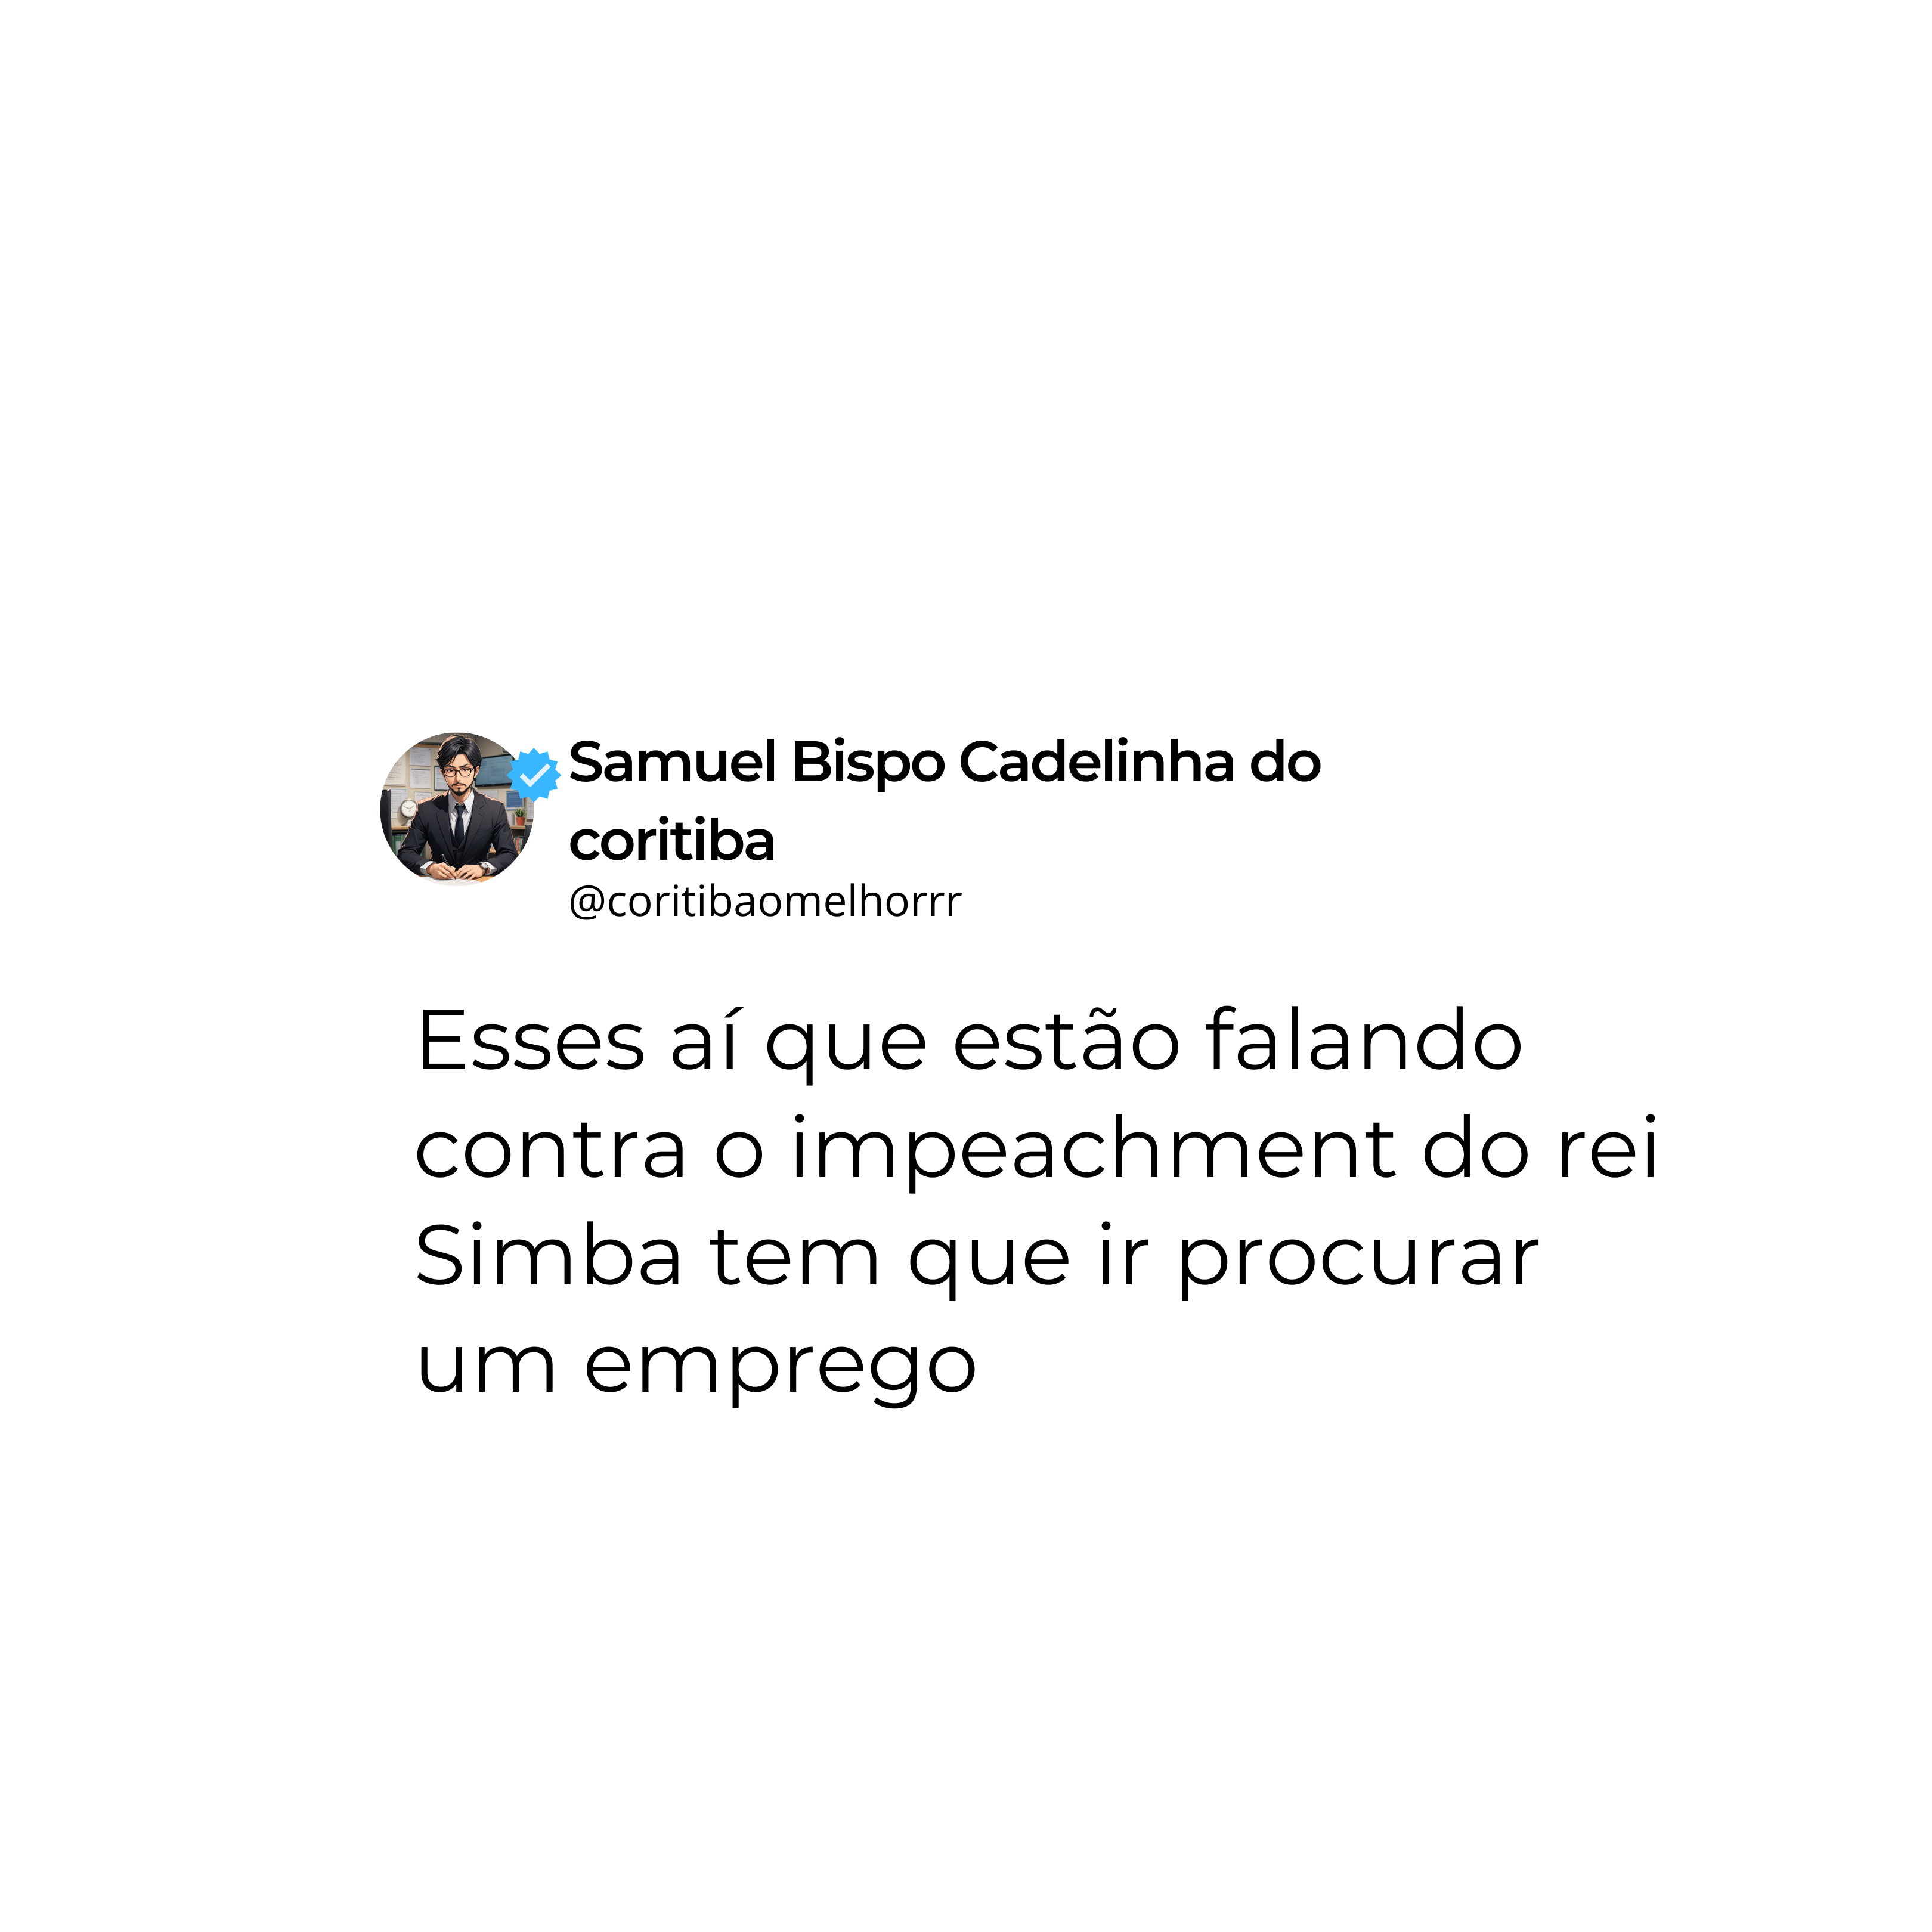 Samuel Bispo Cadelinha do
coritiba
@coritibaomelhorrr
Esses aí que estão falando
contra o impeachment do rei
Simba tem que ir procurar
um emprego